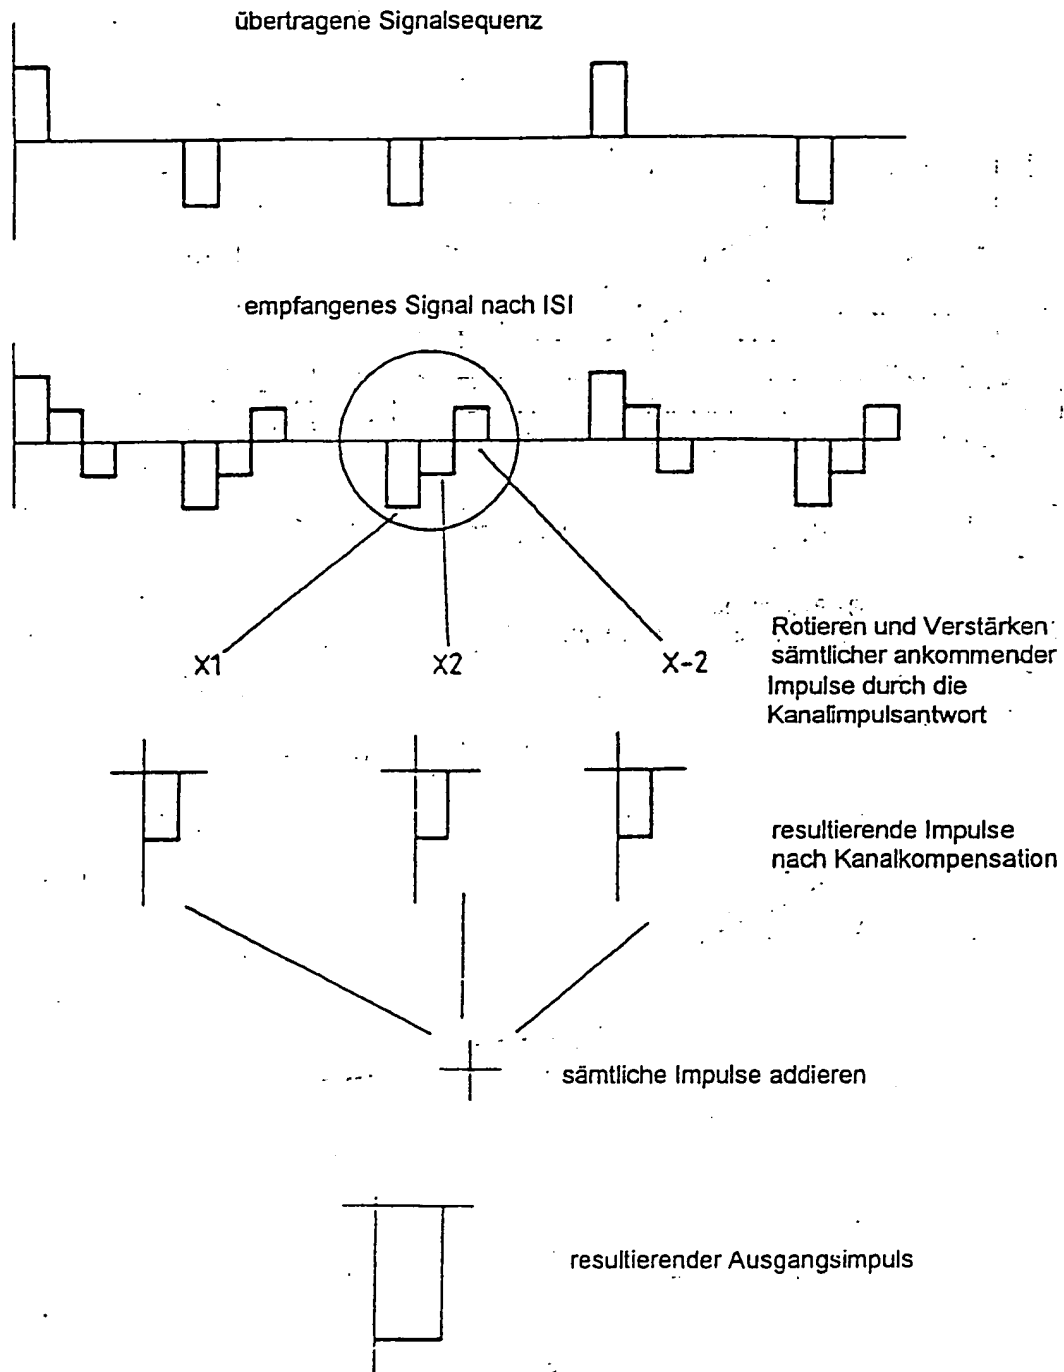 übertragene Signalsequenz
empfangenes Signal nach ISI
X1
X2
X-2
Rotieren und Verstärken
sämtlicher ankommender
Impulse durch die
Kanalimpulsantwort
resultierende Impulse
nach Kanalkompensation
sämtliche Impulse addieren
resultierender Ausgangsimpuls